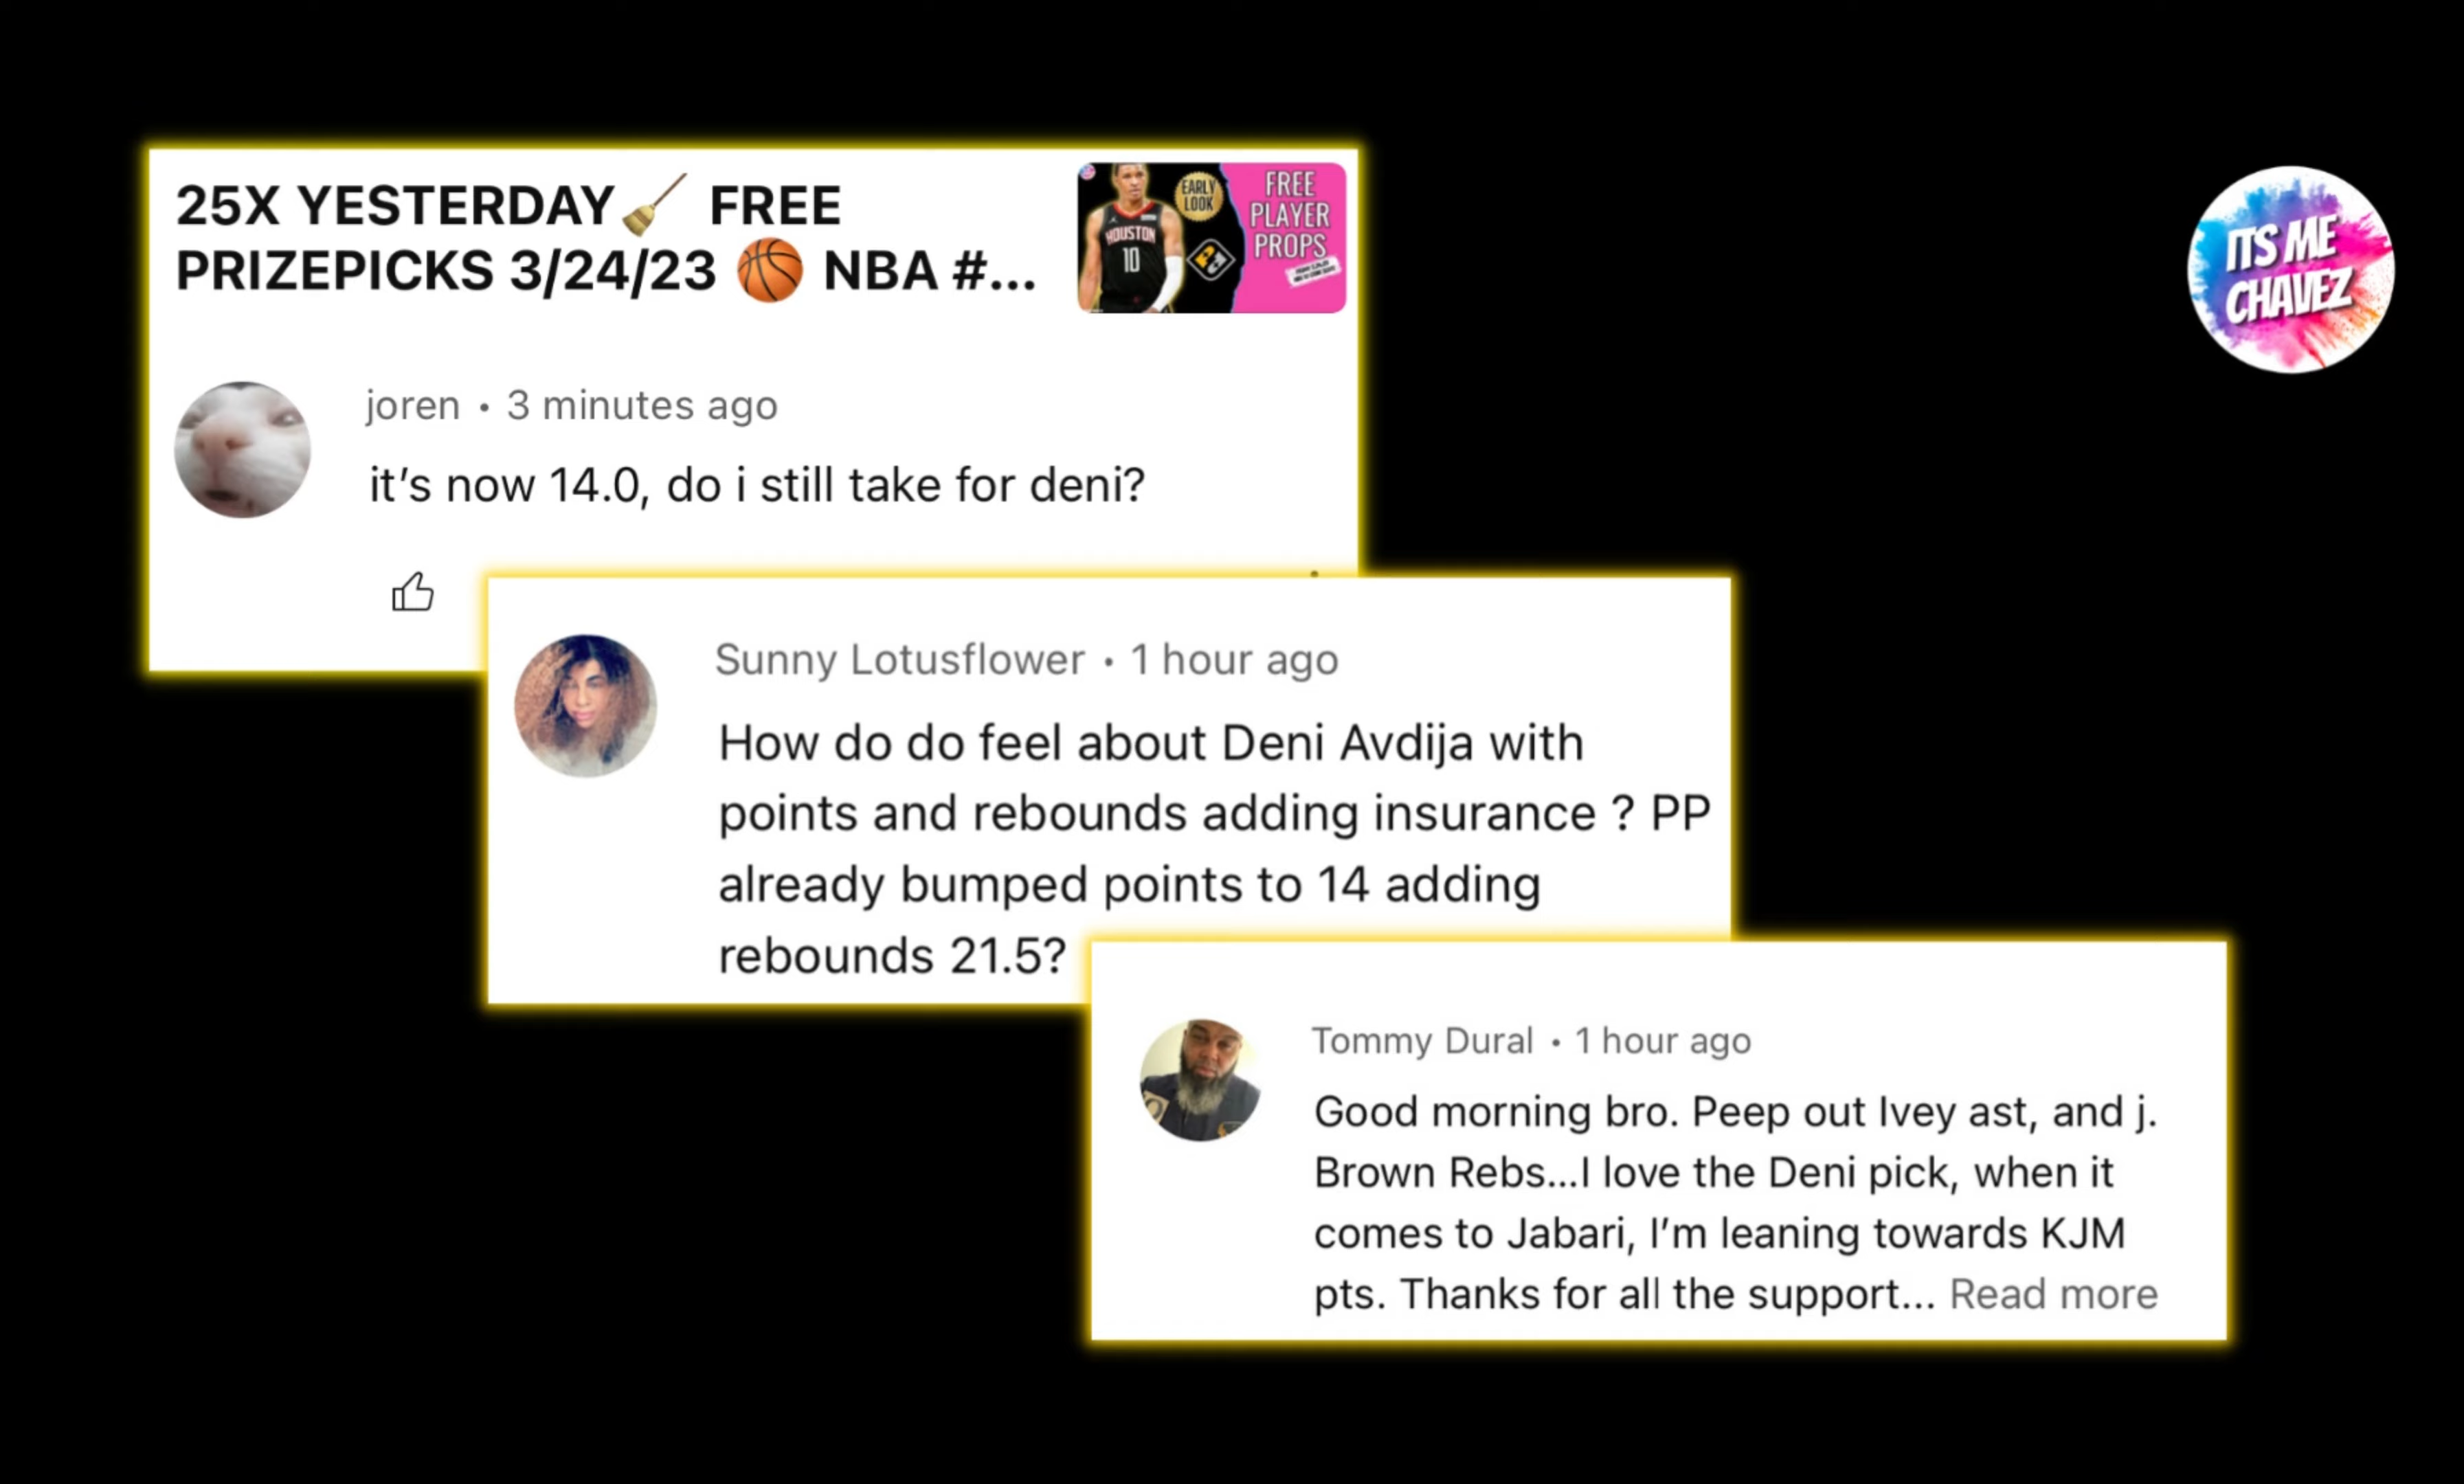 25X YESTERDAY🧹 FREE
PRIZEPICKS 3/24/23 🏀 NBA #...
EARLY
LOOK
FREE
PLAYER
PROPS
HOUSTON
10
ITS ME
CHAVEZ
joren • 3 minutes ago
it's now 14.0, do i still take for deni?
Sunny Lotusflower • 1 hour ago
How do do feel about Deni Avdija with
points and rebounds adding insurance ? PP
already bumped points to 14 adding
rebounds 21.5?
Tommy Dural • 1 hour ago
Good morning bro. Peep out Ivey ast, and j.
Brown Rebs...I love the Deni pick, when it
comes to Jabari, I'm leaning towards KJM
pts. Thanks for all the support... Read more